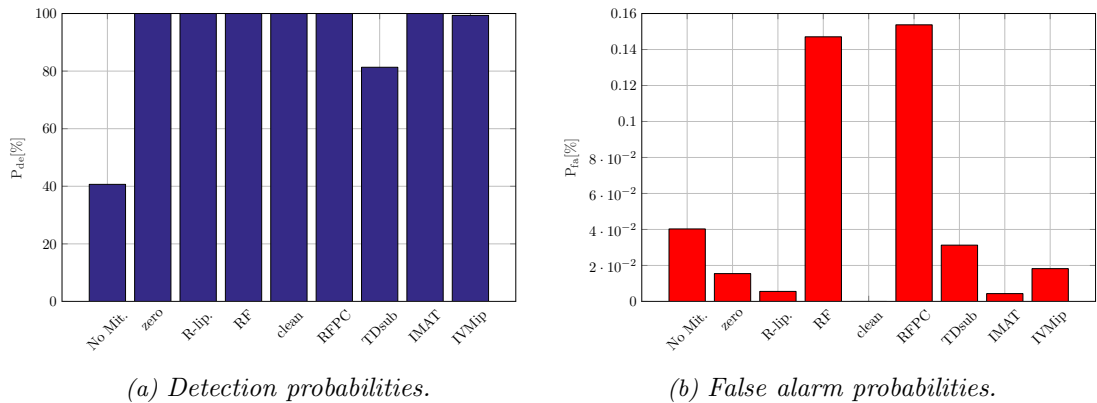 100
80
60
40
20
0
P_de[%]
No Mit.
zero
R-lip.
RF
clean
RFPC
TDsub
IMAT
IVMip
(a) Detection probabilities.
0.16
0.14
0.12
0.1
8 · 10⁻²
6 · 10⁻²
4 · 10⁻²
2 · 10⁻²
0
P_fa[%]
No Mit.
zero
R-lip.
RF
clean
RFPC
TDsub
IMAT
IVMip
(b) False alarm probabilities.